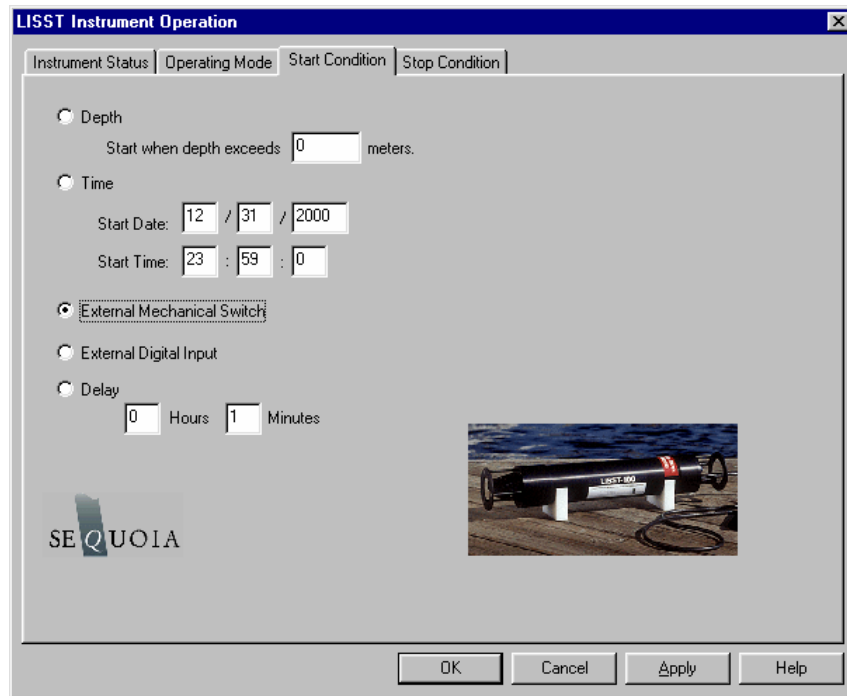 LISST Instrument Operation
Instrument Status Operating Mode Start Condition Stop Condition
Depth
Start when depth exceeds 0 meters.
Time
Start Date: 12 / 31 / 2000
Start Time: 23 : 59 : 0
External Mechanical Switch
External Digital Input
Delay
0 Hours 1 Minutes
LISST-100
SEQUOIA
OK Cancel Apply Help